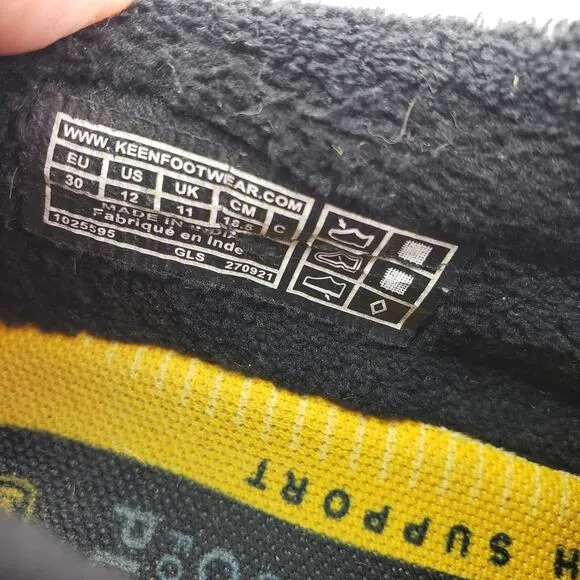 WWW.KEENFOOTWEAR.COM
EU US UK CM
30 12 11 18.5 C
MADE IN INDIA
Fabriqué en Inde
1025595 GLS 270921
H SUPPORT